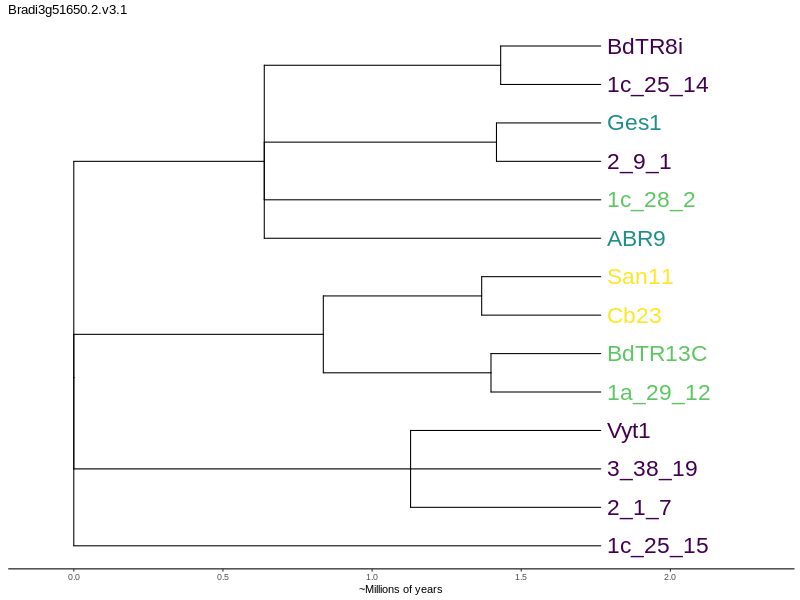 Bradi3g51650.2.v3.1
BdTR8i
1c_25_14
Ges1
2_9_1
1c_28_2
ABR9
San11
Cb23
BdTR13C
1a_29_12
Vyt1
3_38_19
2_1_7
1c_25_15
0.0 0.5 1.0 1.5 2.0
~Millions of years